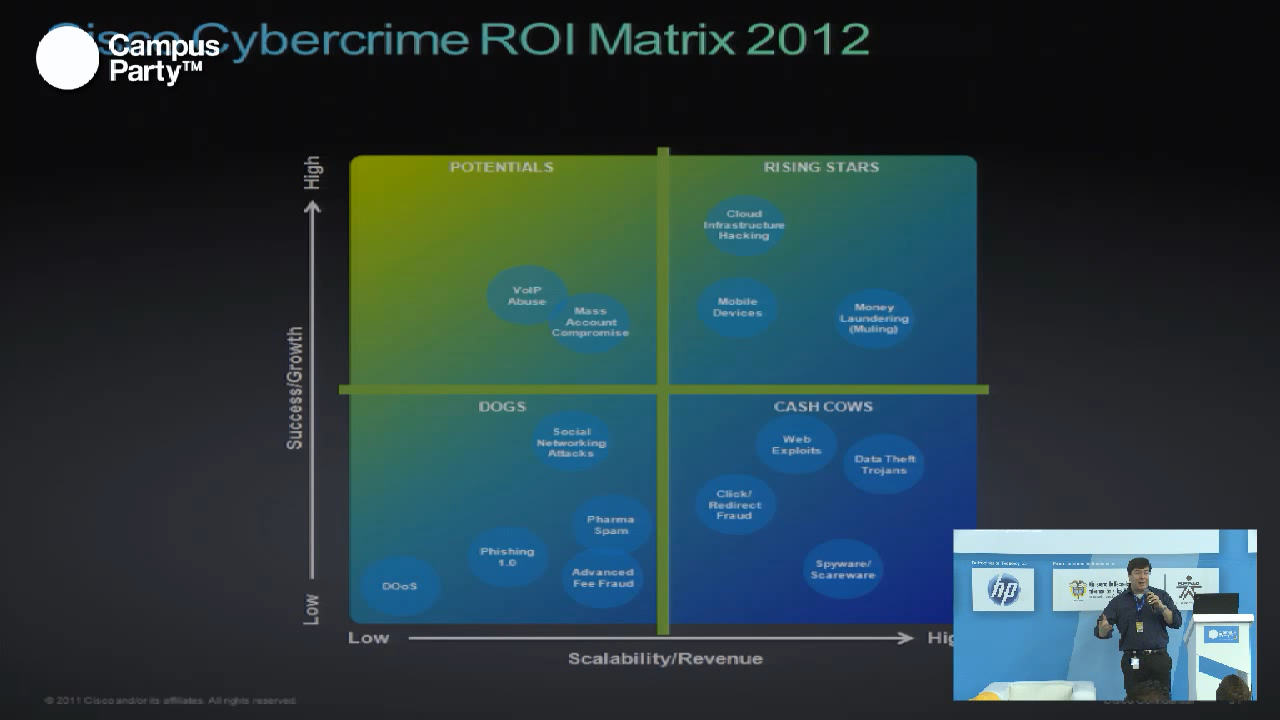 Cisco Cybercrime ROI Matrix 2012
Campus
Party™
High
POTENTIALS
RISING STARS
Cloud
Infrastructure
Hacking
VoIP
Abuse
Mass
Account
Compromise
Mobile
Devices
Money
Laundering
(Muling)
Success/Growth
DOGS
CASH COWS
Social
Networking
Attacks
Web
Exploits
Data Theft
Trojans
Click/
Redirect
Fraud
Pharma
Spam
Phishing
1.0
Advanced
Fee Fraud
DDoS
Spyware/
Scareware
Low
Low
Hig
Scalability/Revenue
hp
© 2011 Cisco and/or its affiliates. All rights reserved.